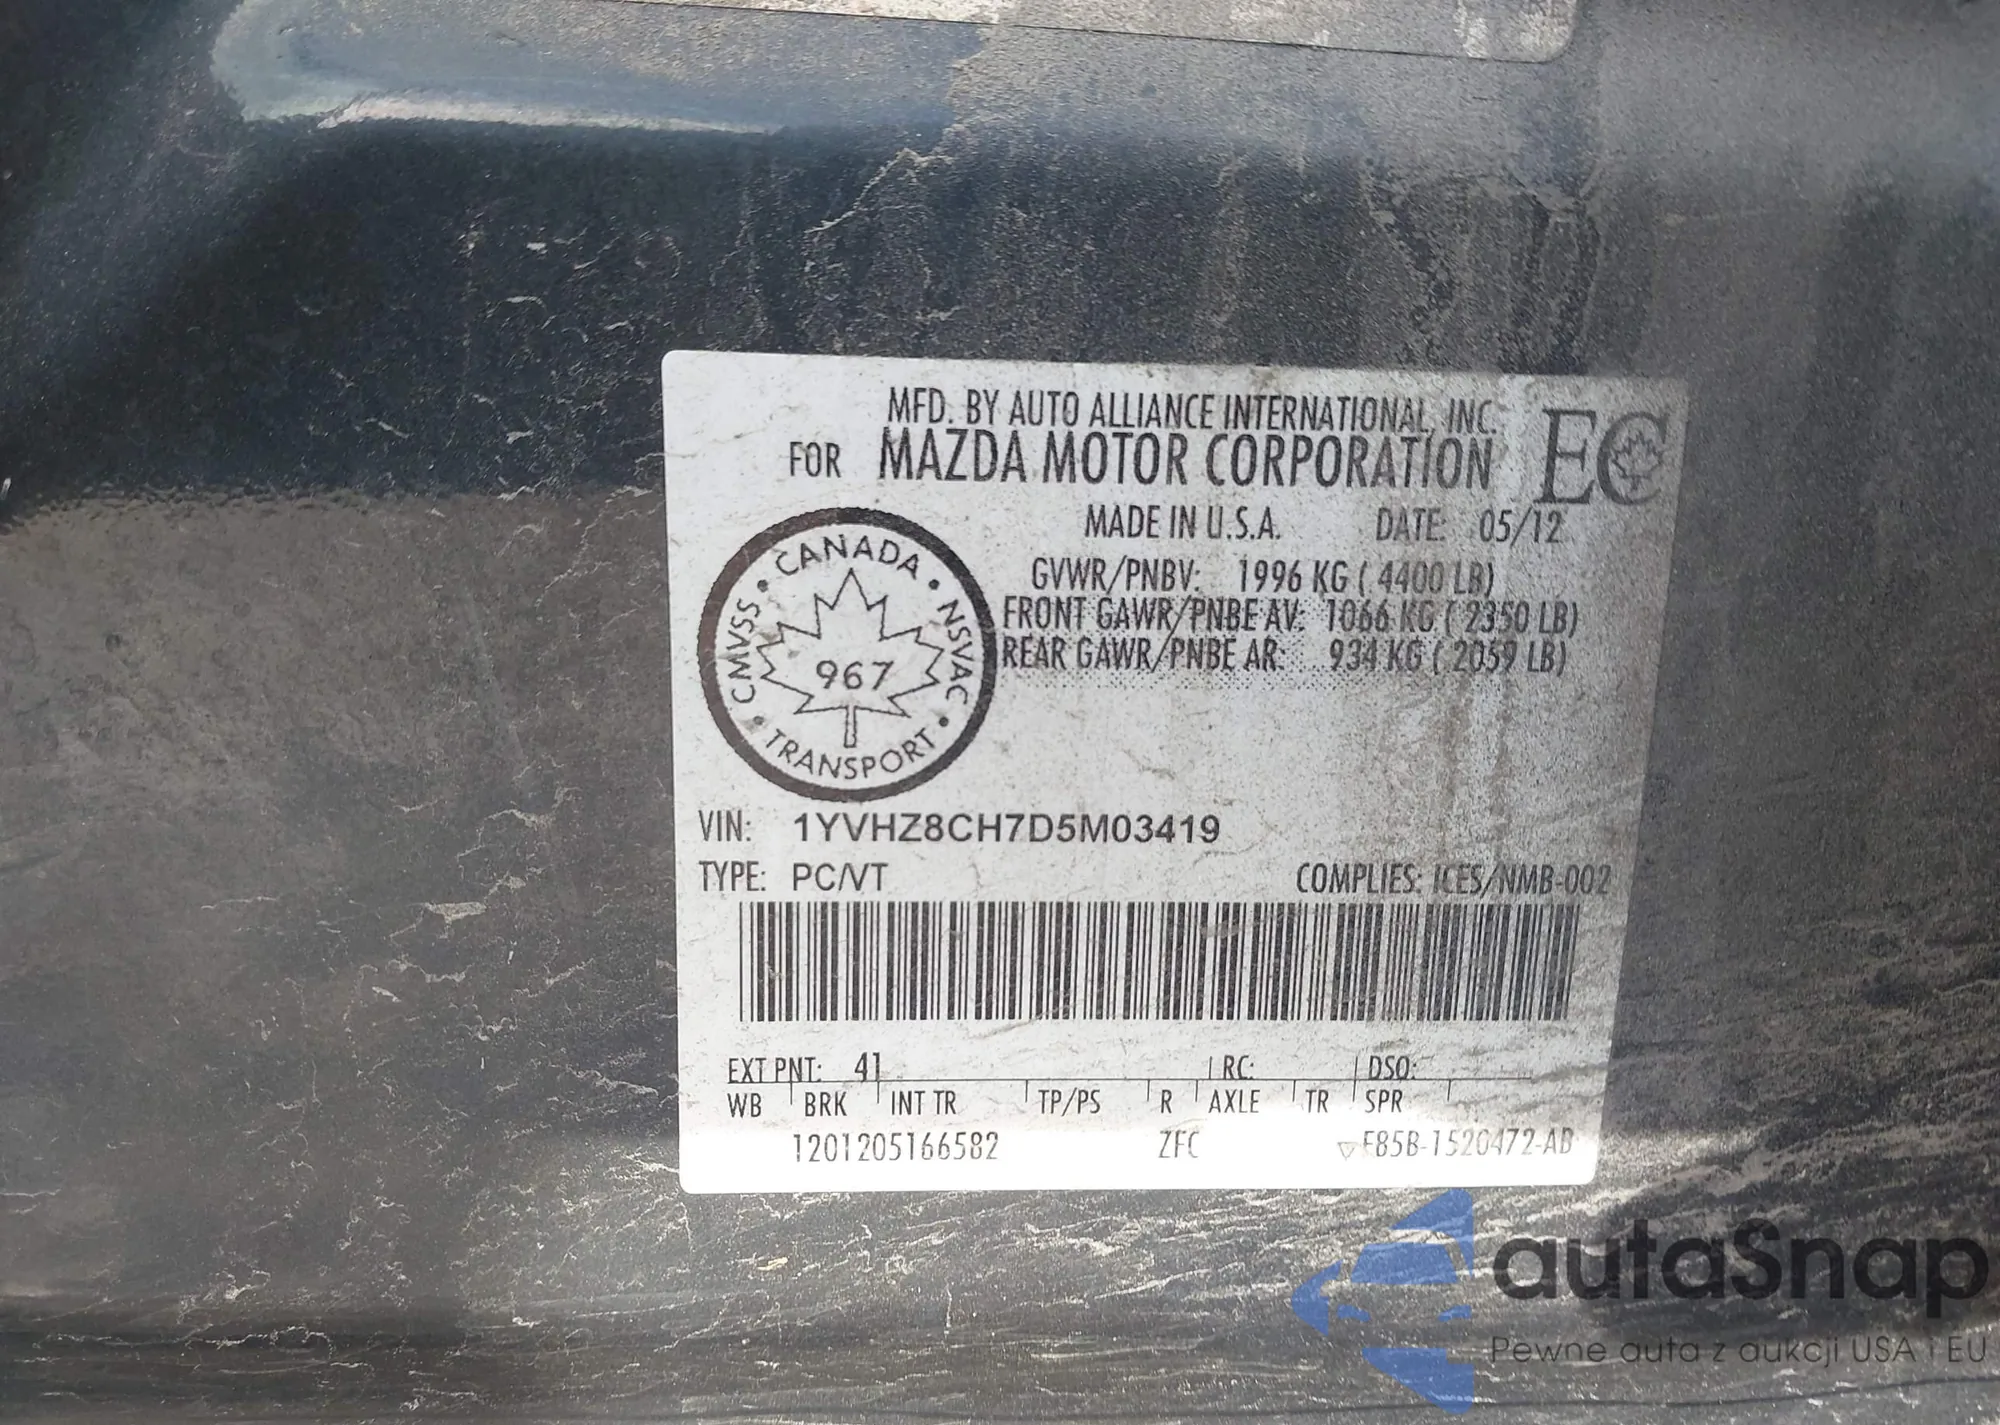 MFD. BY AUTO ALLIANCE INTERNATIONAL, INC.
FOR MAZDA MOTOR CORPORATION
EC
MADE IN U.S.A. DATE: 05/12
GVWR/PNBV: 1996 KG ( 4400 LB)
FRONT GAWR/PNBE AV: 1066 KG ( 2350 LB)
REAR GAWR/PNBE AR: 934 KG ( 2059 LB)
CANADA
CMVSS
NSVAC
967
TRANSPORT
VIN: 1YVHZ8CH7D5M03419
TYPE: PC/VT COMPLIES: ICES/NMB-002
EXT PNT: 41 RC: DSO:
WB BRK INT TR TP/PS R AXLE TR SPR
1201205166582 ZFC F85B-1520472-AB
autaSnap
Pewne auta z aukcji USA i EU